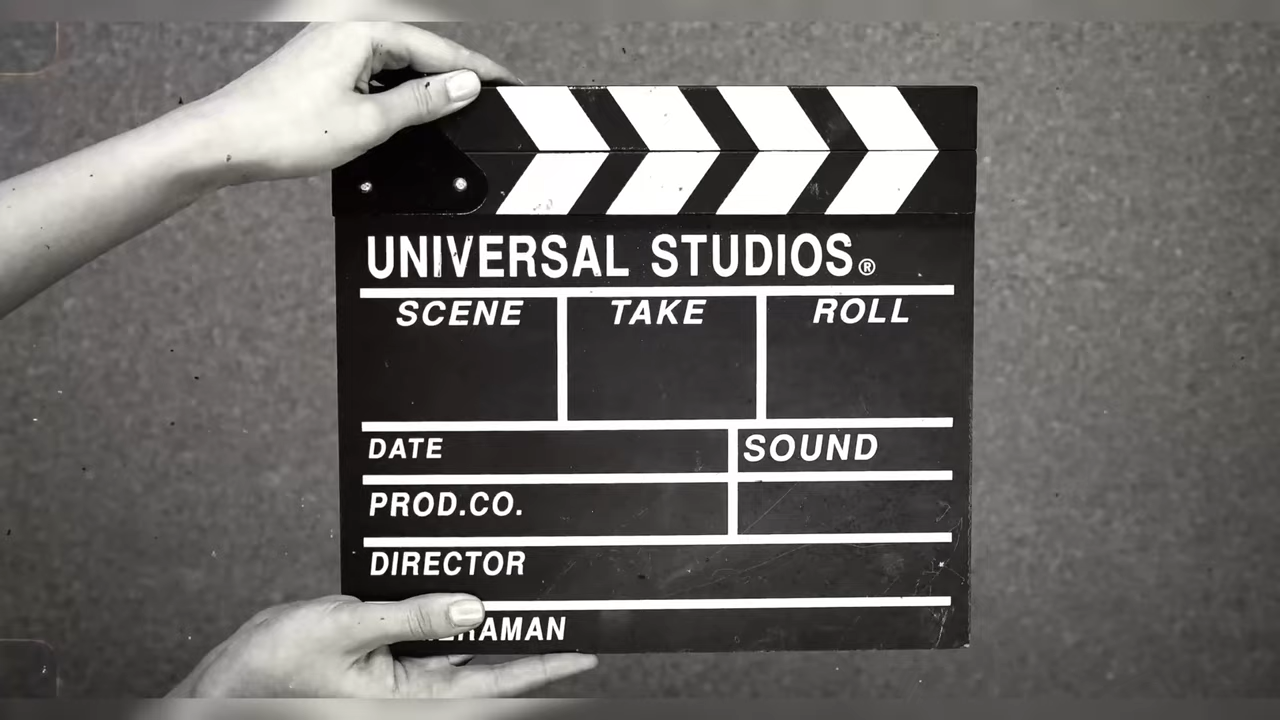 UNIVERSAL STUDIOS®
SCENE TAKE ROLL
DATE SOUND
PROD.CO.
DIRECTOR